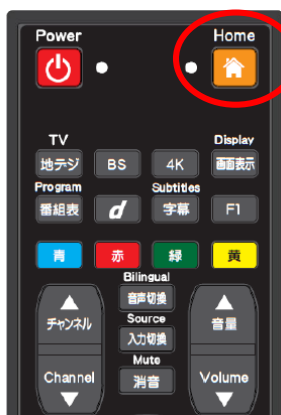 Power Home
TV Display
地デジ BS 4K 画面表示
Program Subtitles
番組表 d 字幕 F1
青 赤 緑 黄
Bilingual
音声切換
Source
チャンネル 入力切換 音量
Mute
Channel 消音 Volume